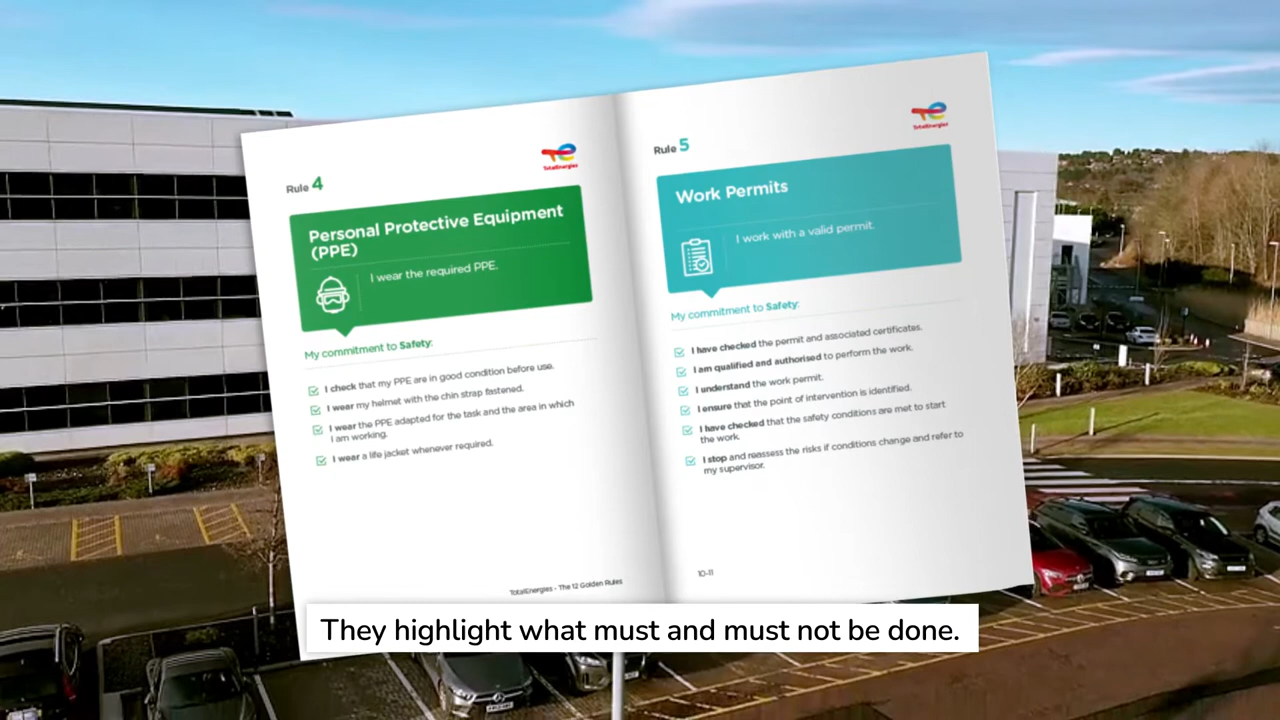 TotalEnergies
Rule 4
Personal Protective Equipment
(PPE)
I wear the required PPE.
My commitment to Safety:
I check that my PPE are in good condition before use.
I wear my helmet with the chin strap fastened.
I wear the PPE adapted for the task and the area in which
I am working.
I wear a life jacket whenever required.
TotalEnergies - The 12 Golden Rules
TotalEnergies
Rule 5
Work Permits
I work with a valid permit.
My commitment to Safety:
I have checked the permit and associated certificates.
I am qualified and authorised to perform the work.
I understand the work permit.
I ensure that the point of intervention is identified.
I have checked that the safety conditions are met to start
the work.
I stop and reassess the risks if conditions change and refer to
my supervisor.
10-11
They highlight what must and must not be done.